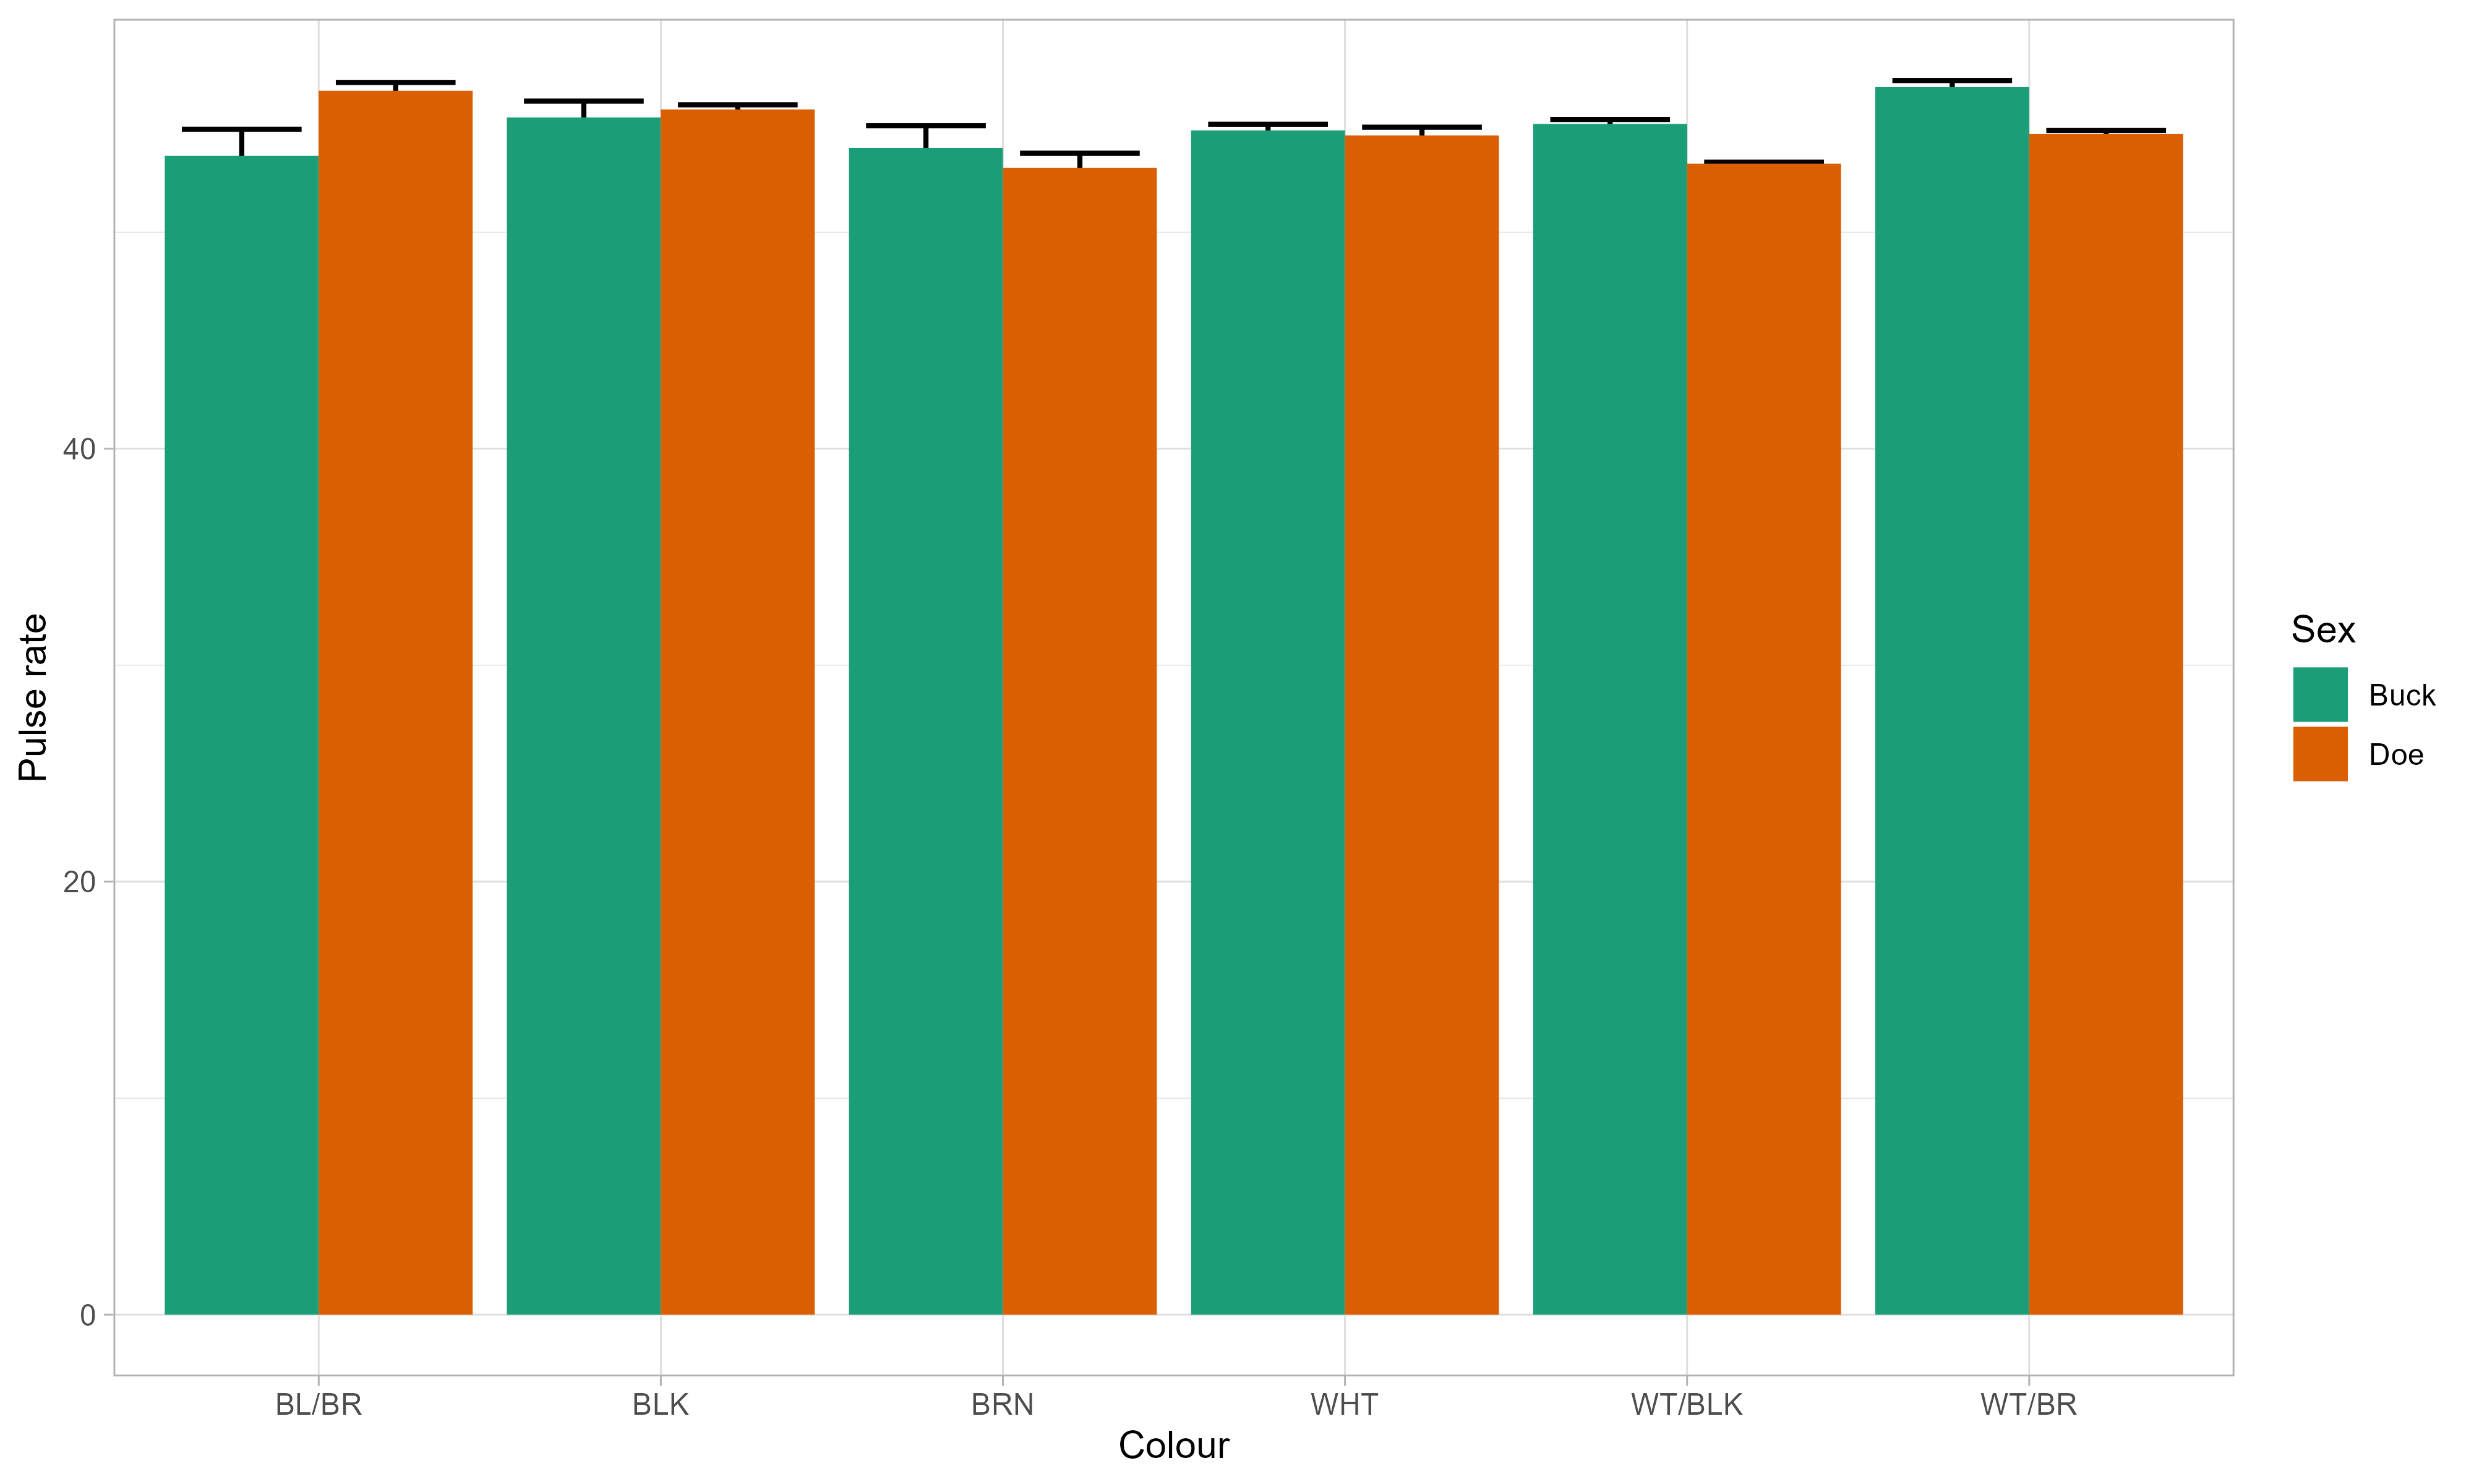 Pulse rate
40
20
0
BL/BR
BLK
BRN
WHT
WT/BLK
WT/BR
Colour
Sex
Buck
Doe